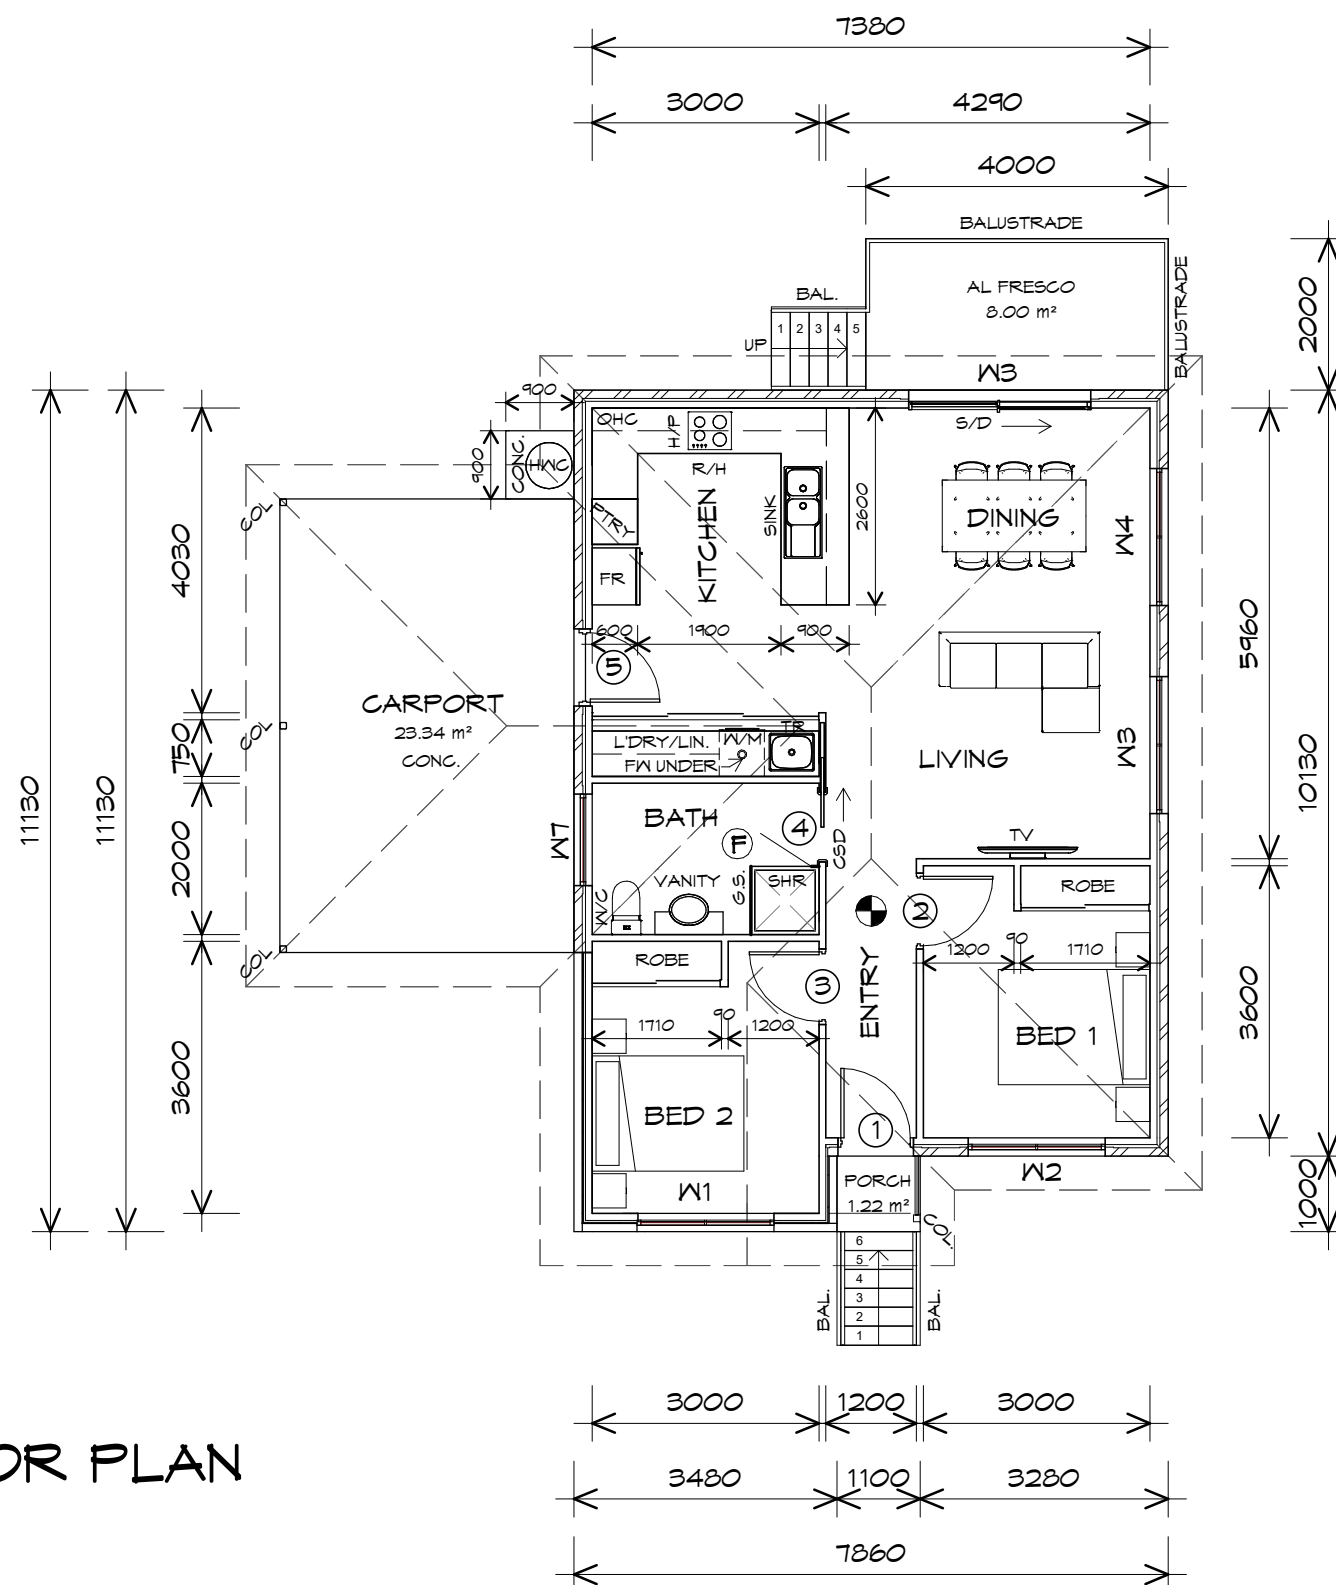 7380
3000
4290
4000
BALUSTRADE
BALUSTRADE
AL FRESCO
8.00 m²
2000
BAL.
1 2 3 4 5
UP
W3
S/D
900
900
CONC.
HWC
OHC
H/P
R/H
PTRY
FR
KITCHEN
SINK
2600
DINING
W4
COL
4030
600
1900
900
5
5960
CARPORT
23.34 m²
CONC.
COL
750
L'DRY/LIN.
W/M
TR
FW UNDER
LIVING
W3
11130
11130
10130
BATH
4
F
CSD
W7
2000
TV
W/C
VANITY
G.S.
SHR
ROBE
2
COL
ROBE
3
ENTRY
1200
90
1710
1710
90
1200
3600
3600
BED 1
BED 2
1
W1
W2
PORCH
1.22 m²
COL.
1000
6
5
4
3
2
1
BAL.
BAL.
3000
1200
3000
OR PLAN
3480
1100
3280
7860